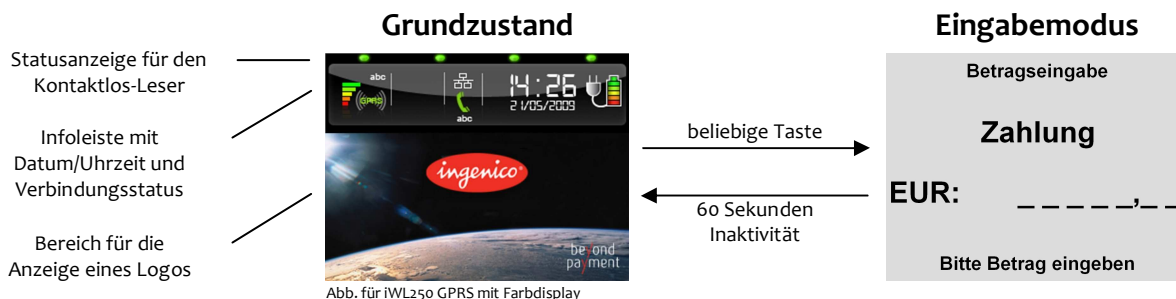 Grundzustand
Eingabemodus
Statusanzeige für den
Kontaktlos-Leser
Infoleiste mit
Datum/Uhrzeit und
Verbindungsstatus
Bereich für die
Anzeige eines Logos
abc
GPRS
abc
14:26
21/05/2009
ingenico
beyond
payment
Abb. für iWL250 GPRS mit Farbdisplay
beliebige Taste
60 Sekunden
Inaktivität
Betragseingabe
Zahlung
EUR: _ _ _ _ _,_ _
Bitte Betrag eingeben